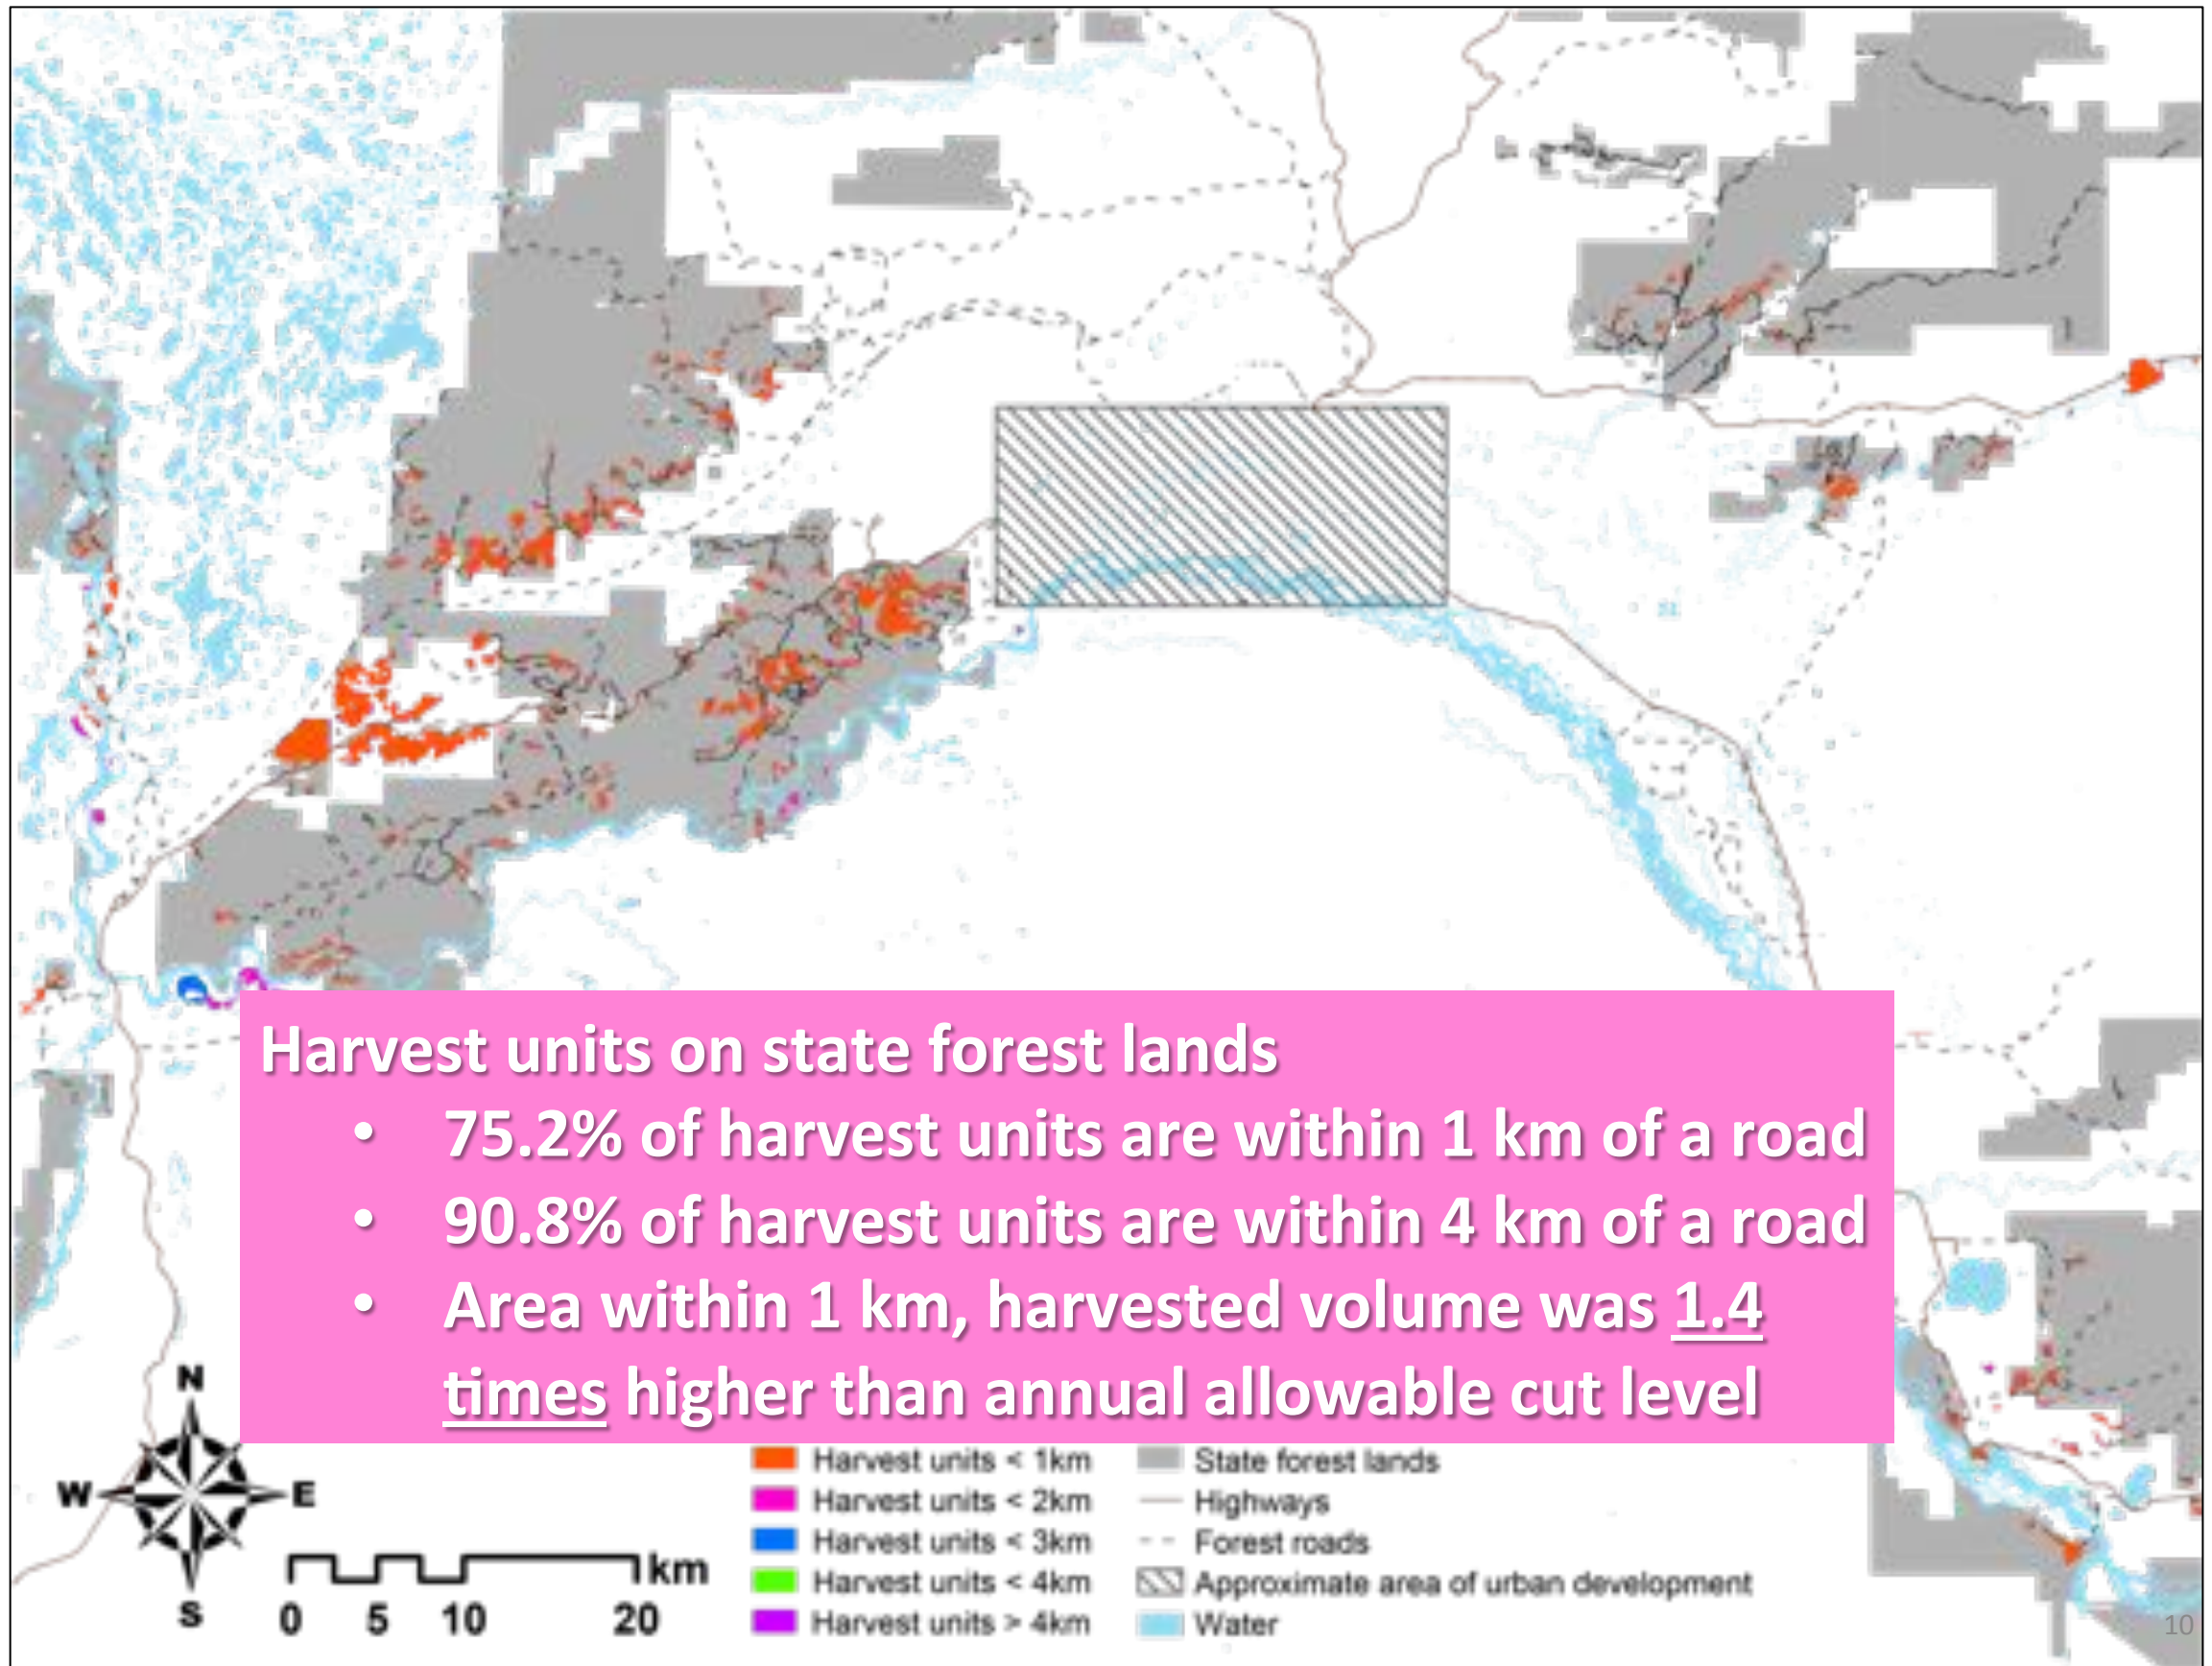 Harvest units on state forest lands
• 75.2% of harvest units are within 1 km of a road
• 90.8% of harvest units are within 4 km of a road
• Area within 1 km, harvested volume was 1.4
times higher than annual allowable cut level
N
W E
S
km
0 5 10 20
Harvest units < 1km
Harvest units < 2km
Harvest units < 3km
Harvest units < 4km
Harvest units > 4km
State forest lands
Highways
Forest roads
Approximate area of urban development
Water
10